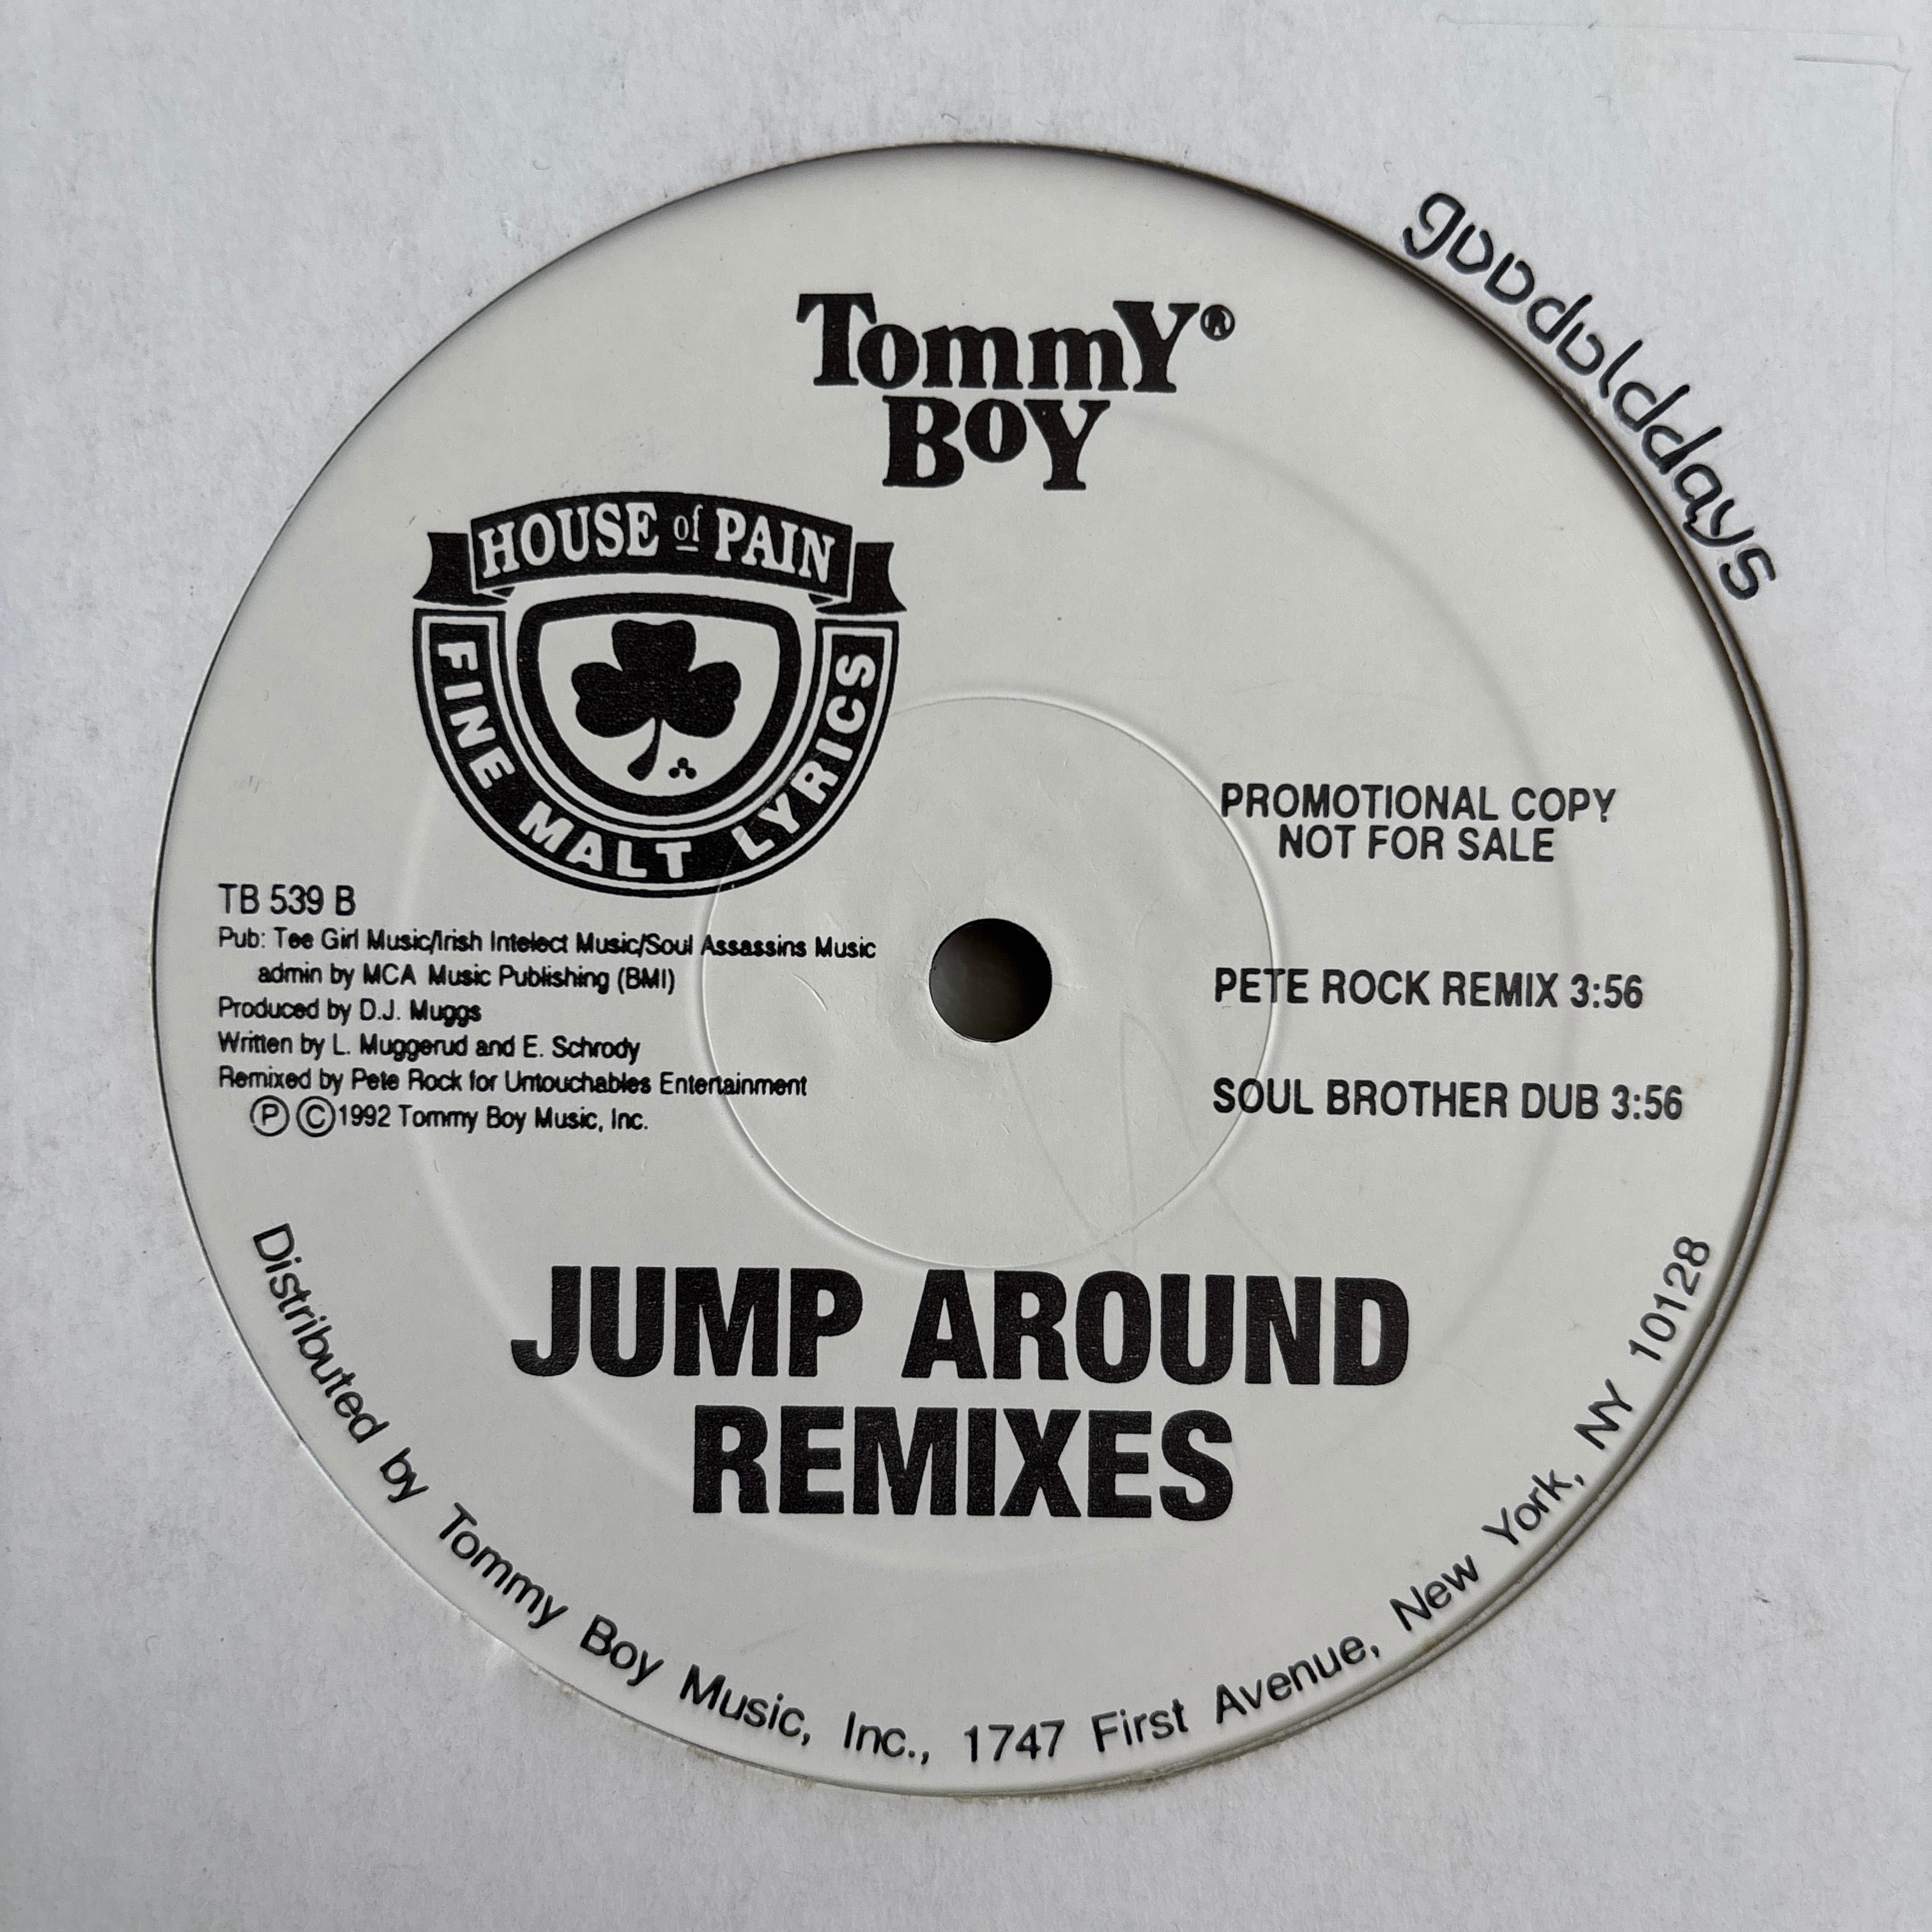 TommY®
BoY
HOUSE of PAIN
FINE MALT LYRICS
gooddolddays
PROMOTIONAL COPY
NOT FOR SALE
TB 539 B
Pub: Tee Girl Music/Irish Intelect Music/Soul Assassins Music
admin by MCA Music Publishing (BMI)
Produced by D.J. Muggs
Written by L. Muggerud and E. Schrody
Remixed by Pete Rock for Untouchables Entertainment
Ⓟ Ⓒ1992 Tommy Boy Music, Inc.
PETE ROCK REMIX 3:56
SOUL BROTHER DUB 3:56
JUMP AROUND
REMIXES
Distributed by Tommy Boy Music, Inc., 1747 First Avenue, New York, NY 10128